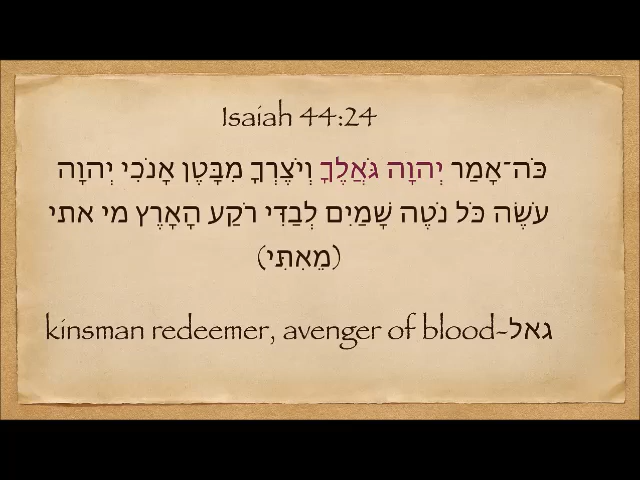 Isaiah 44:24
כֹּה־אָמַר יְהוָה גֹּאֲלֶךָ וְיֹצֶרְךָ מִבָּטֶן אָנֹכִי יְהוָה
עֹשֶׂה כֹּל נֹטֶה שָׁמַיִם לְבַדִּי רֹקַע הָאָרֶץ מי אתי
(מֵאִתִּי)
kinsman redeemer, avenger of blood-גאל